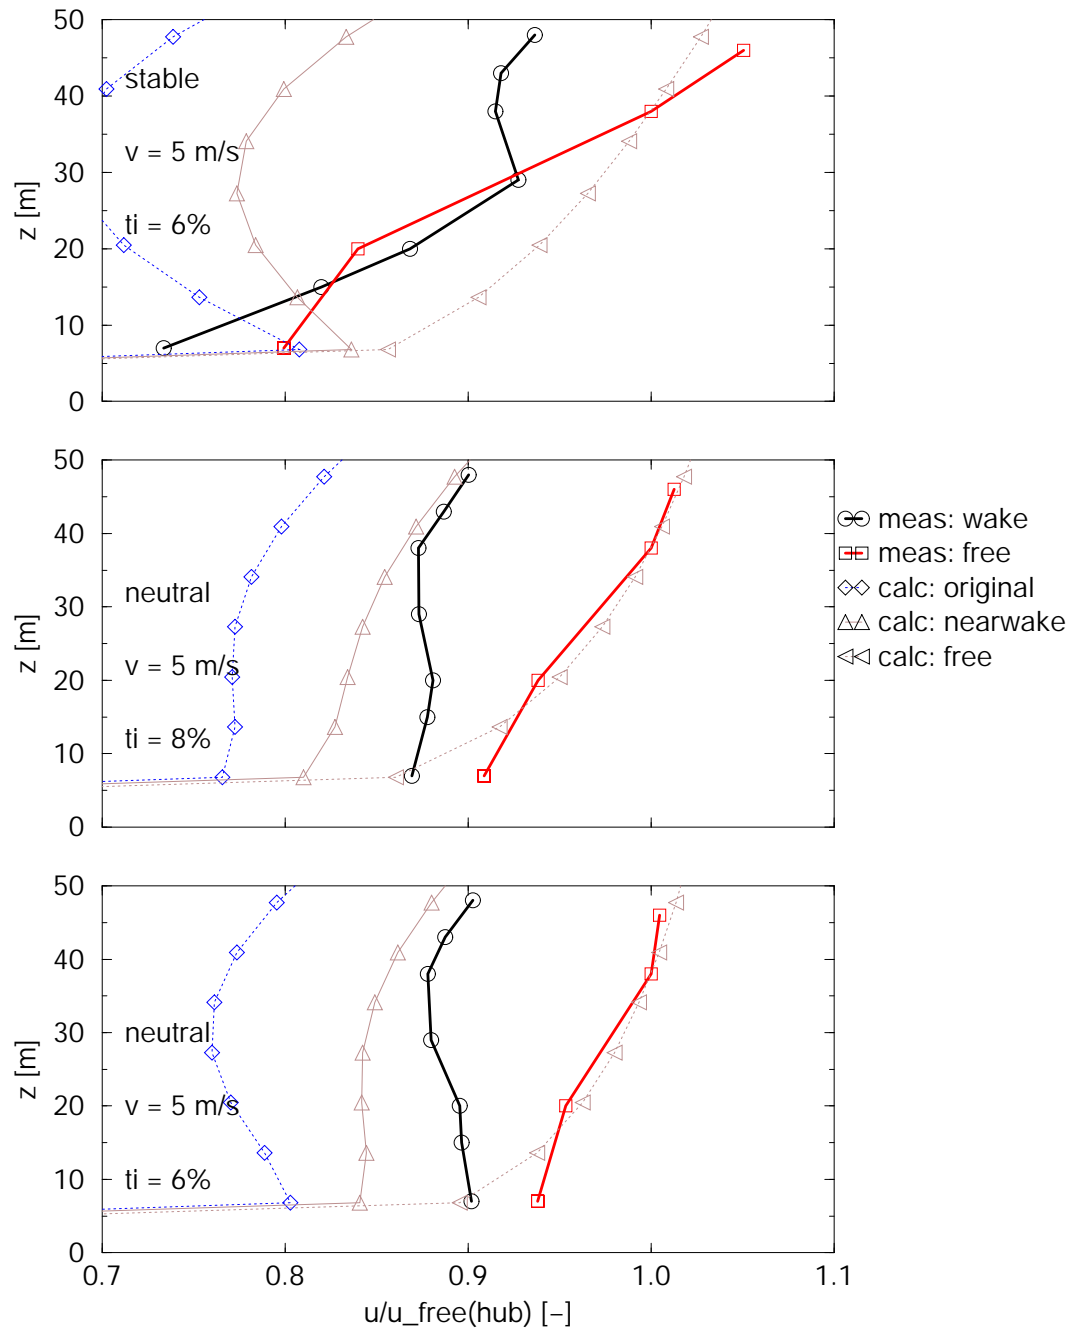 50
40
30
20
10
0
z [m]
stable
v = 5 m/s
ti = 6%
50
40
30
20
10
0
z [m]
neutral
v = 5 m/s
ti = 8%
meas: wake
meas: free
calc: original
calc: nearwake
calc: free
50
40
30
20
10
0
z [m]
neutral
v = 5 m/s
ti = 6%
0.7 0.8 0.9 1.0 1.1
u/u_free(hub) [–]